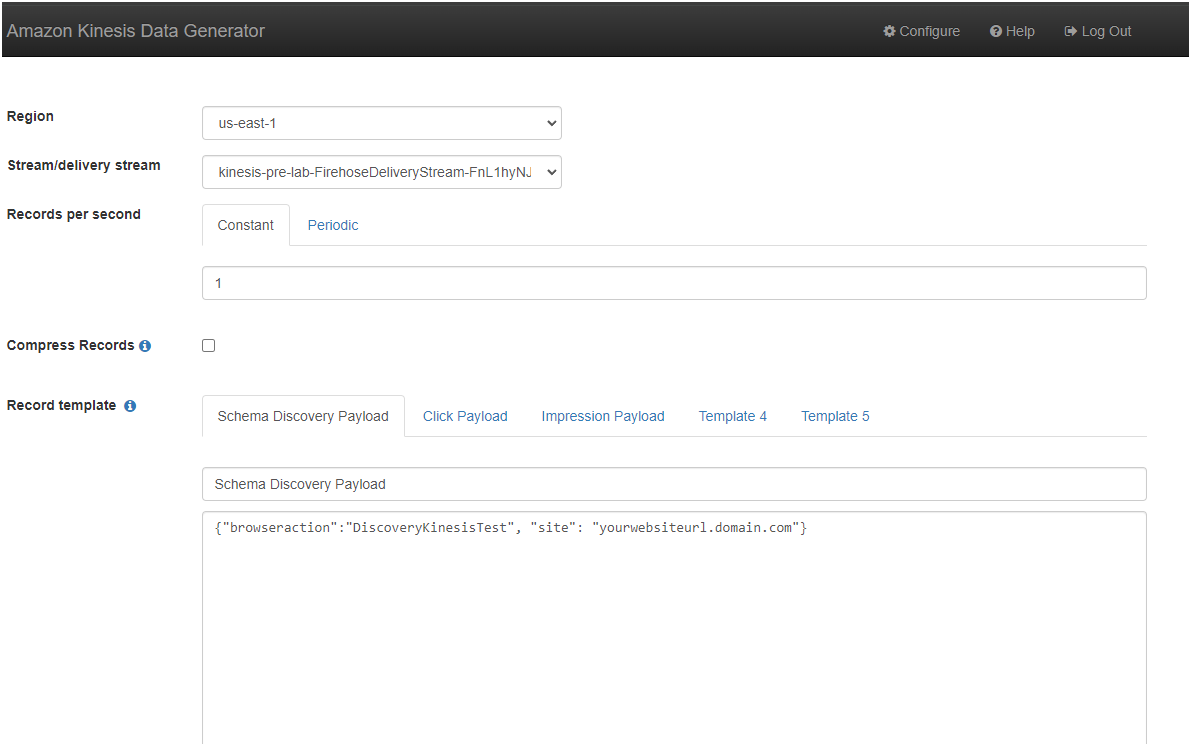 Amazon Kinesis Data Generator
Configure
Help
Log Out
Region
us-east-1
Stream/delivery stream
kinesis-pre-lab-FirehoseDeliveryStream-FnL1hyNJ
Records per second
Constant
Periodic
1
Compress Records
Record template
Schema Discovery Payload
Click Payload
Impression Payload
Template 4
Template 5
Schema Discovery Payload
{"browseraction":"DiscoveryKinesisTest", "site": "yourwebsiteurl.domain.com"}